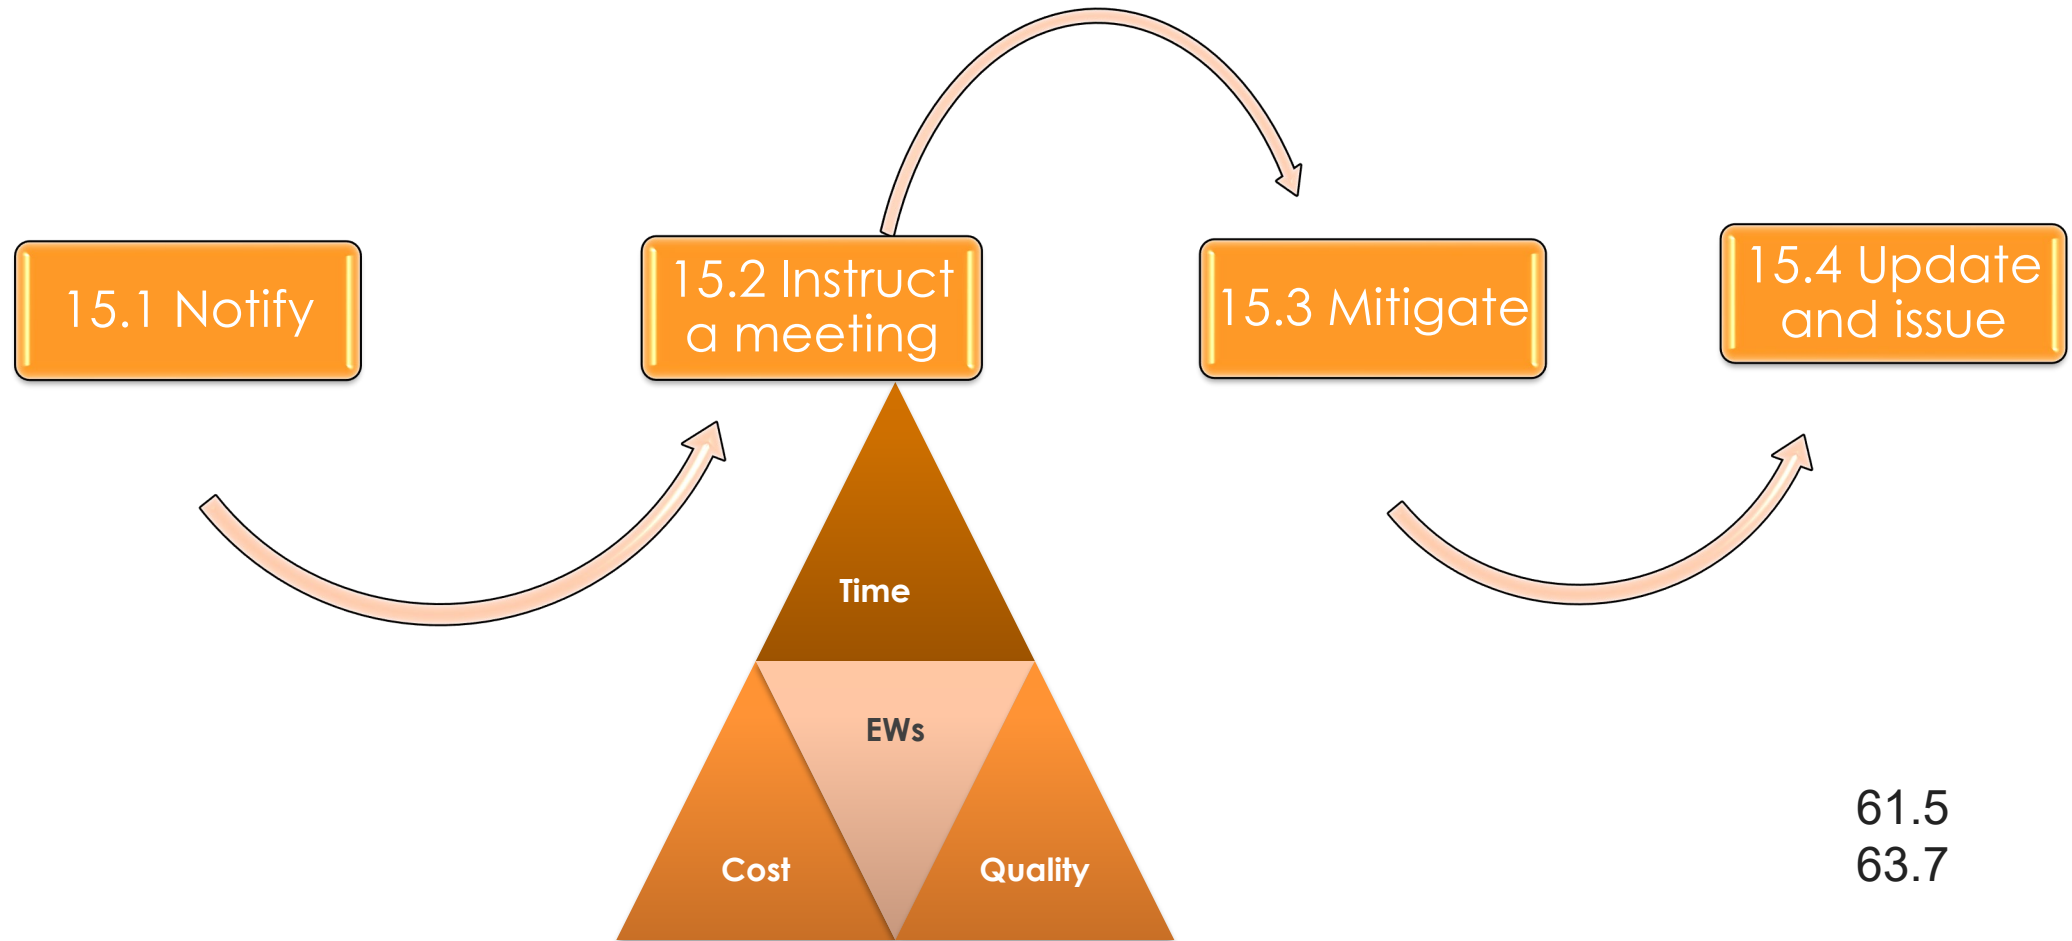 15.1 Notify
15.2 Instruct
a meeting
15.3 Mitigate
15.4 Update
and issue
Time
EWs
Cost
Quality
61.5
63.7